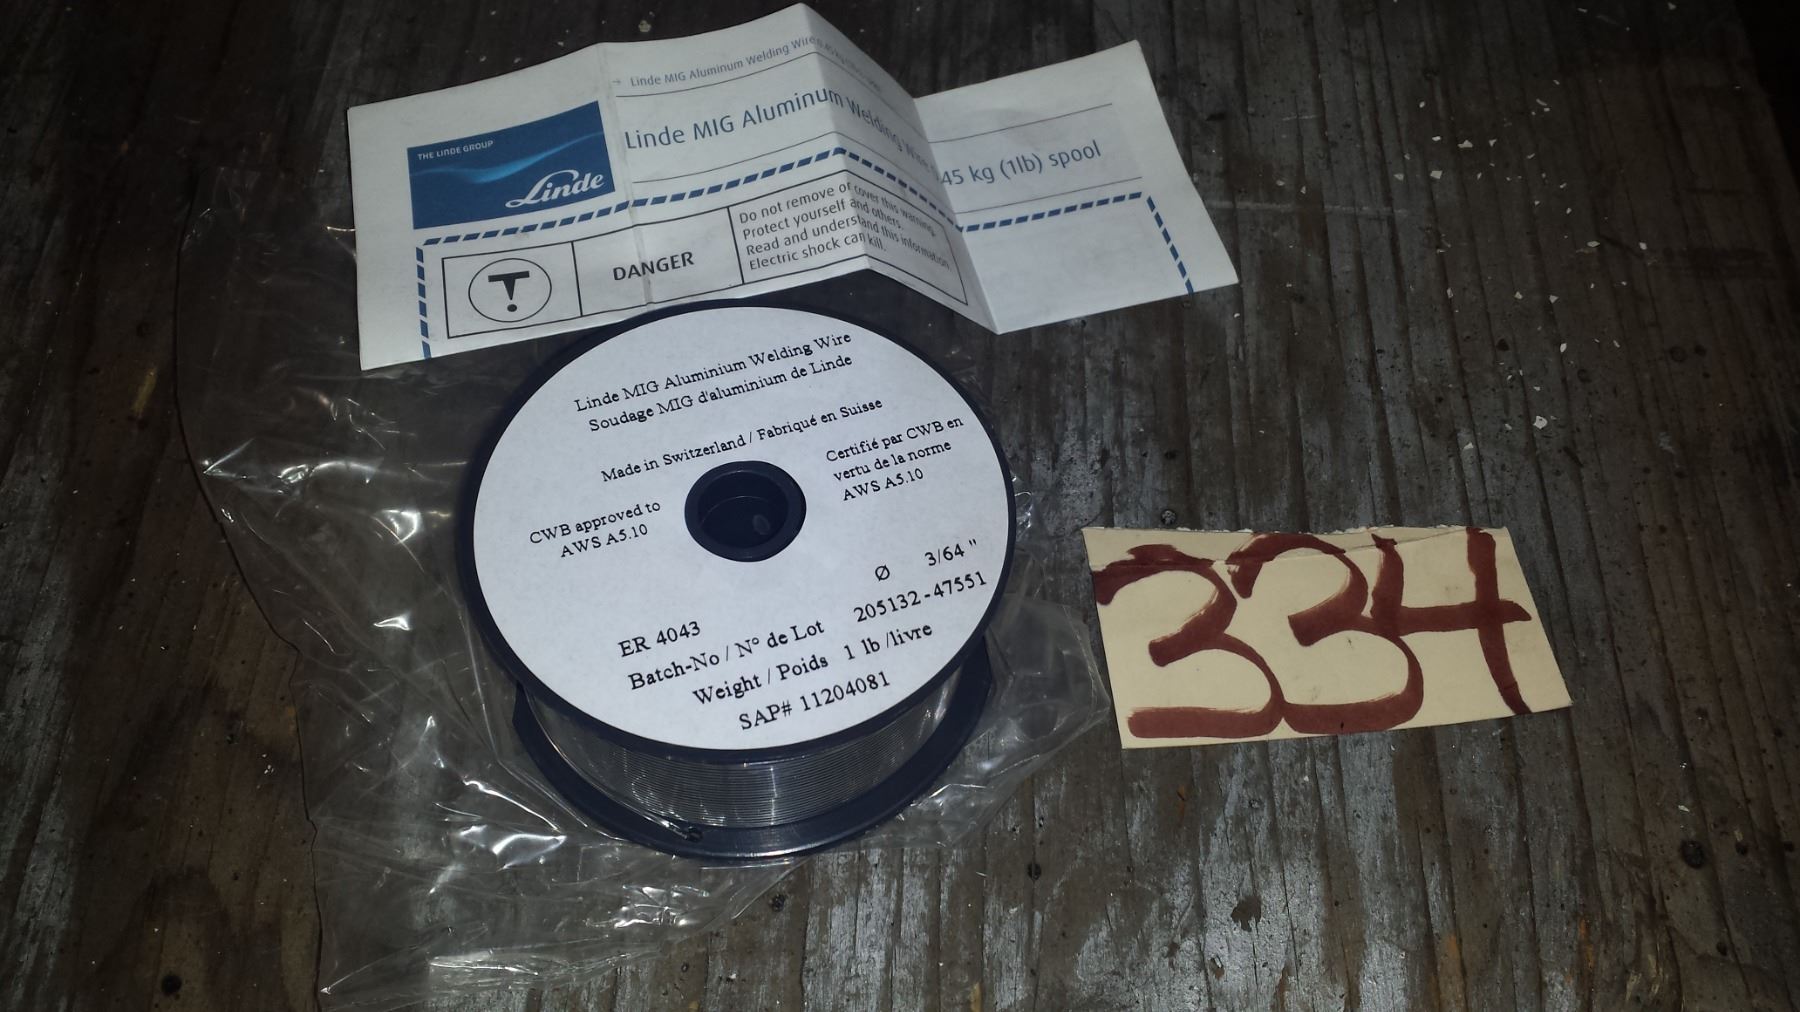 → Linde MIG Aluminum Welding Wire
THE LINDE GROUP
Linde
Linde MIG Aluminum Welding Wire
45 kg (1lb) spool
DANGER
Do not remove or cover this warning.
Protect yourself and others.
Read and understand this information.
Electric shock can kill.
Linde MIG Aluminium Welding Wire
Soudage MIG d'aluminium de Linde
Made in Switzerland / Fabriqué en Suisse
CWB approved to
AWS A5.10
Certifié par CWB en
vertu de la norme
AWS A5.10
ER 4043 Ø 3/64 "
Batch-No / N° de Lot 205132-47551
Weight / Poids 1 lb /livre
SAP# 11204081
334